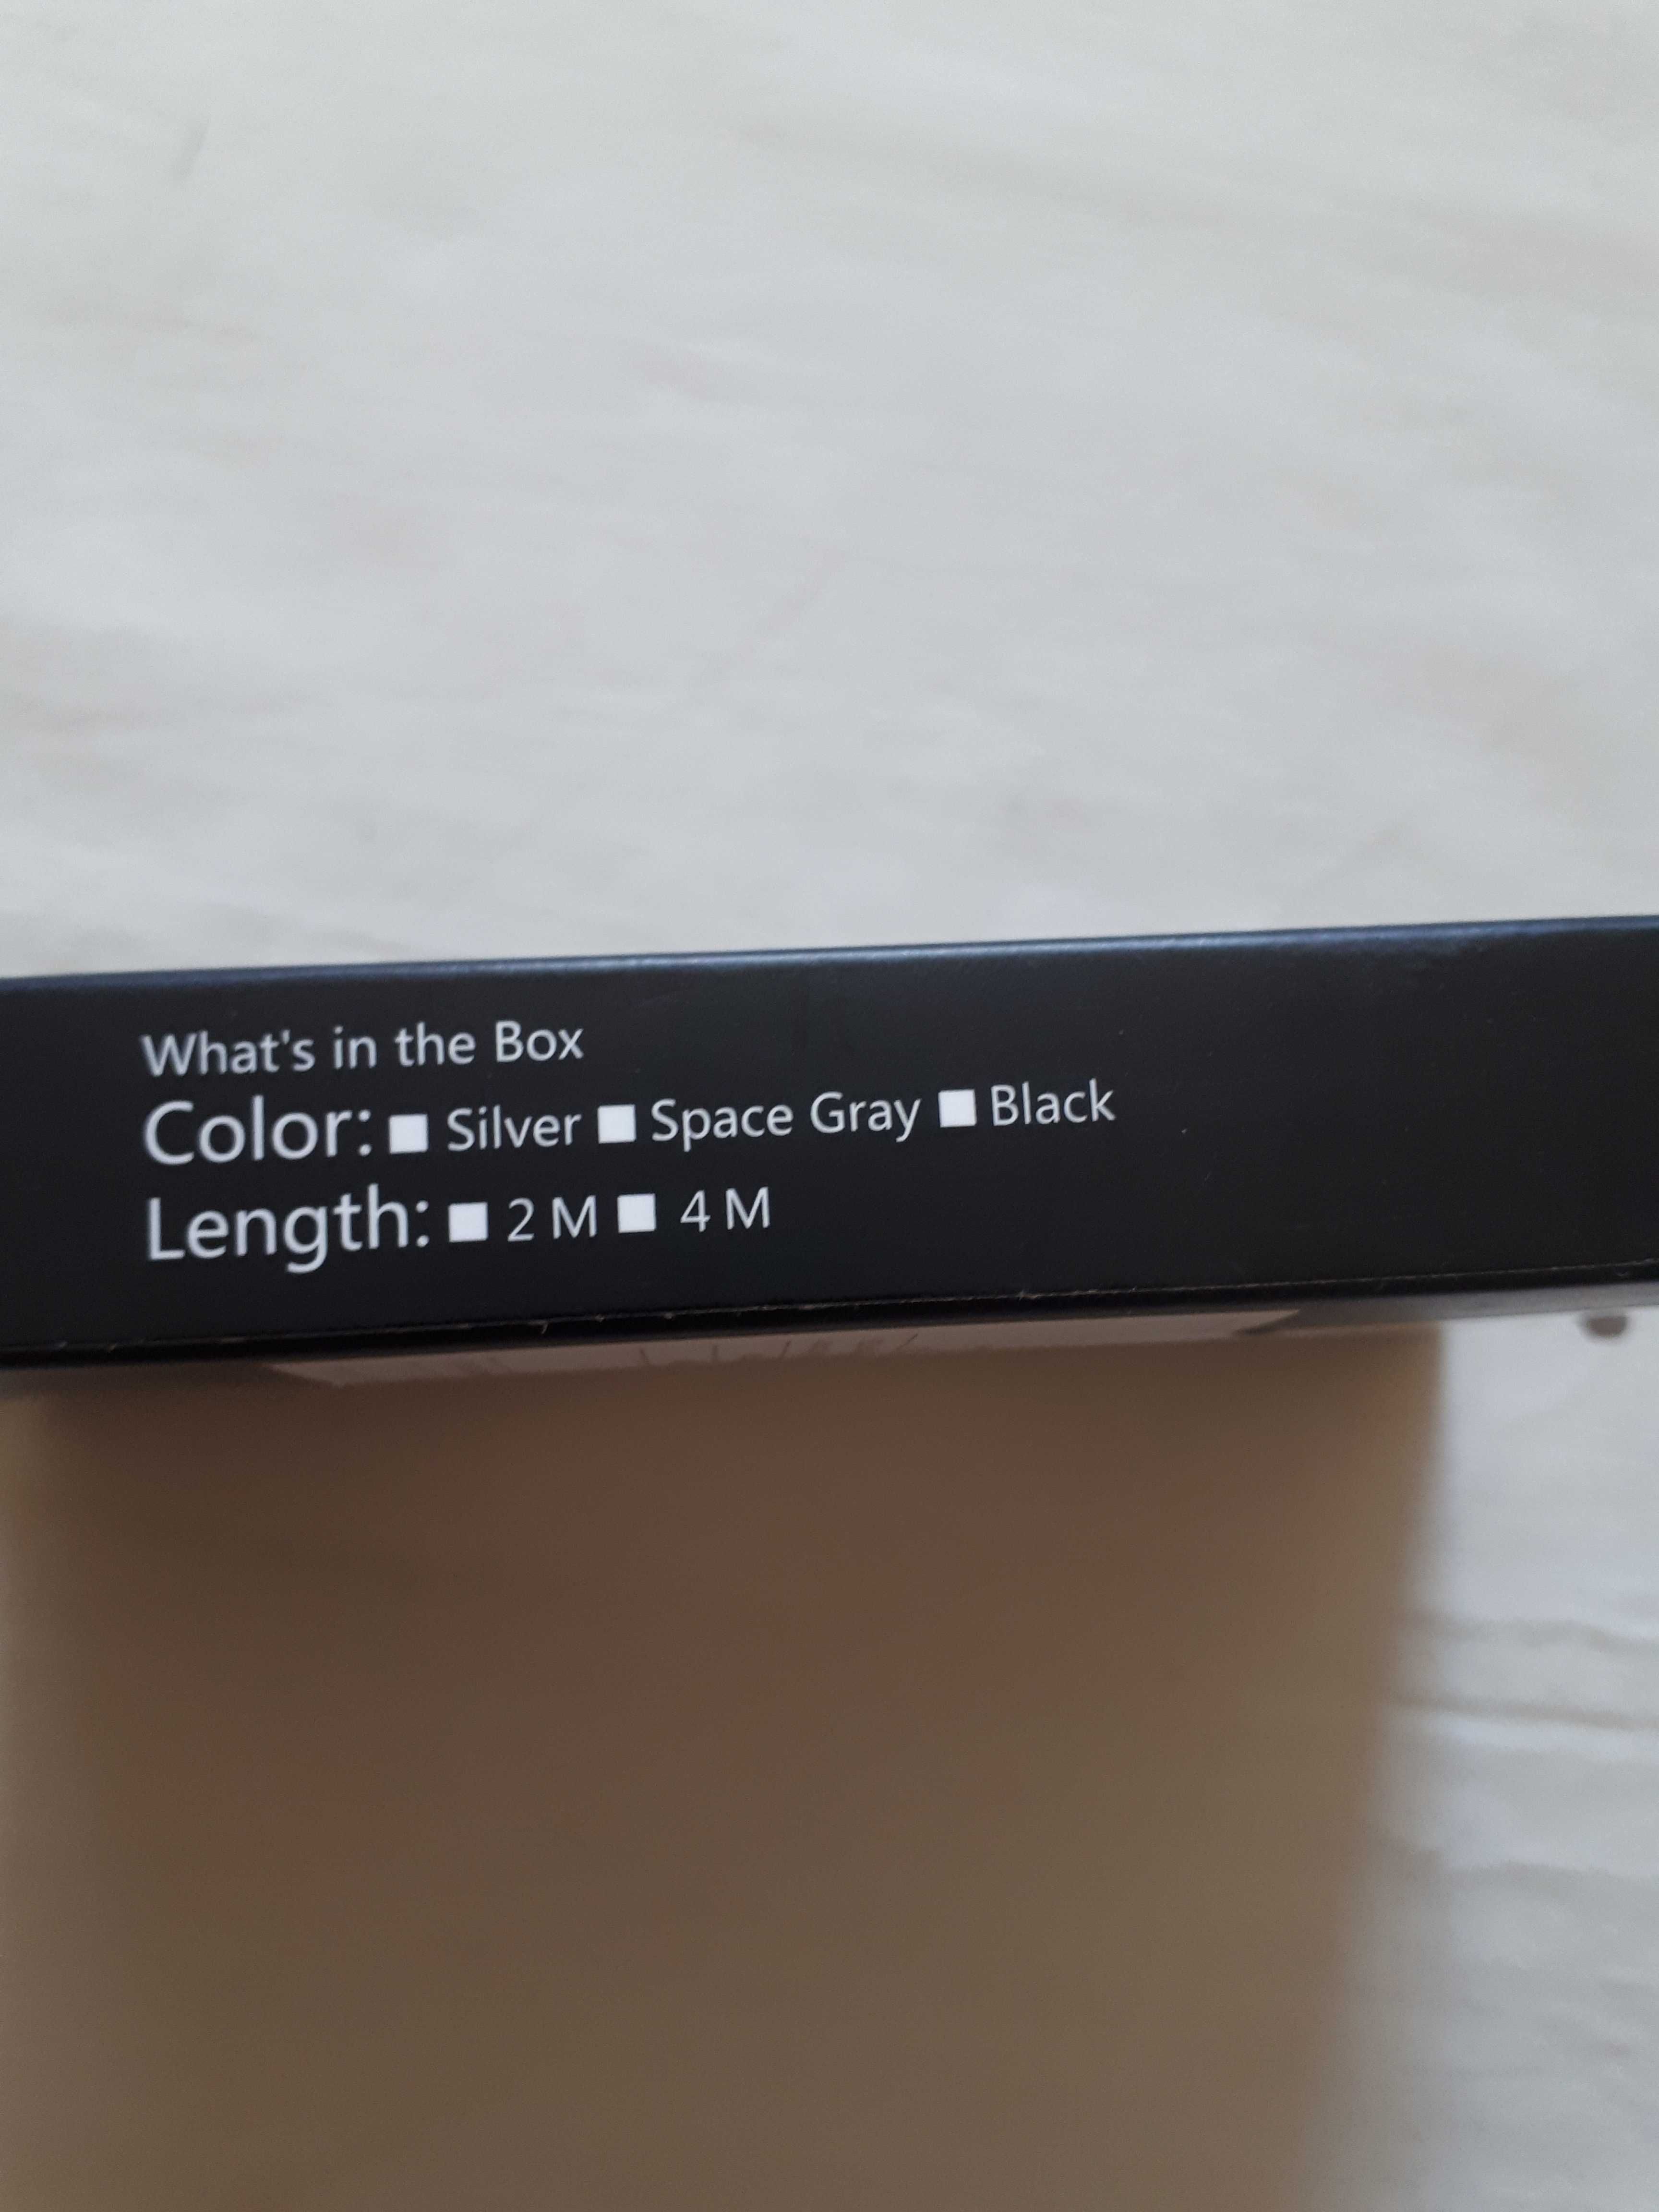 What's in the Box
Color: ■ Silver ■ Space Gray ■ Black
Length: ■ 2 M ■ 4 M